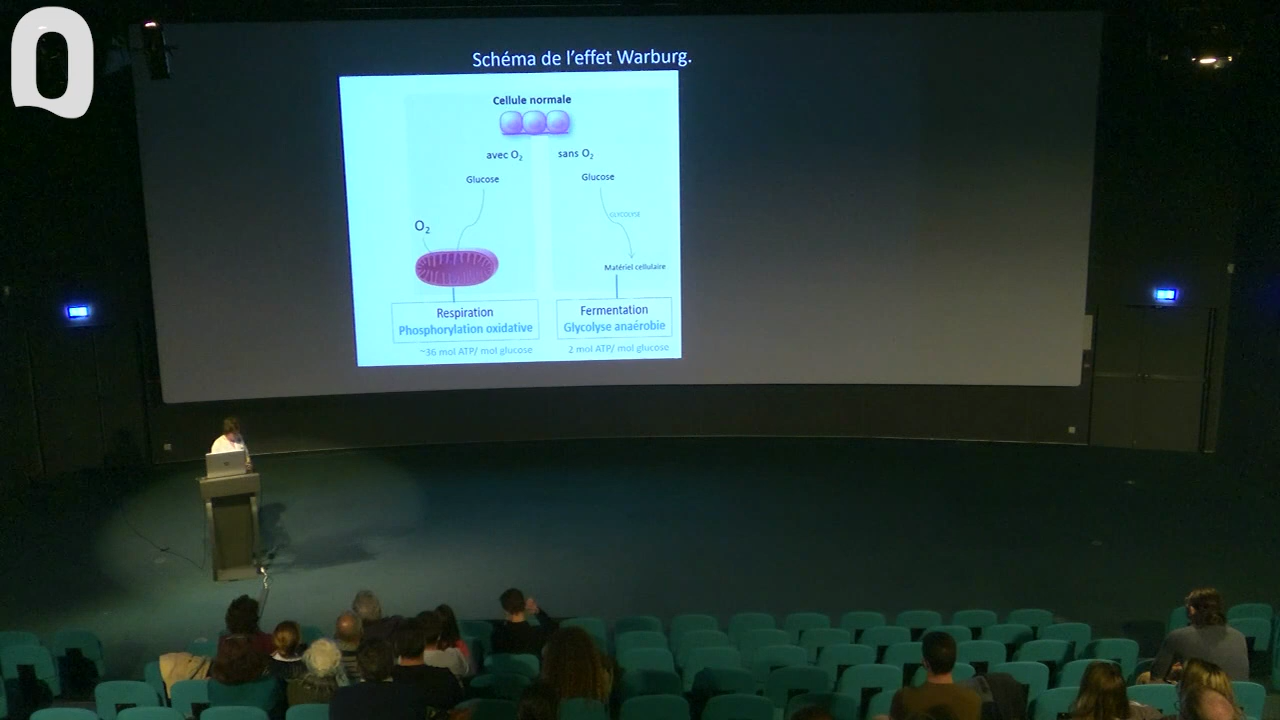 Q
Schéma de l'effet Warburg.
Cellule normale
avec O₂ sans O₂
Glucose Glucose
GLYCOLYSE
O₂
Matériel cellulaire
Respiration Fermentation
Phosphorylation oxidative Glycolyse anaérobie
~36 mol ATP/ mol glucose 2 mol ATP/ mol glucose